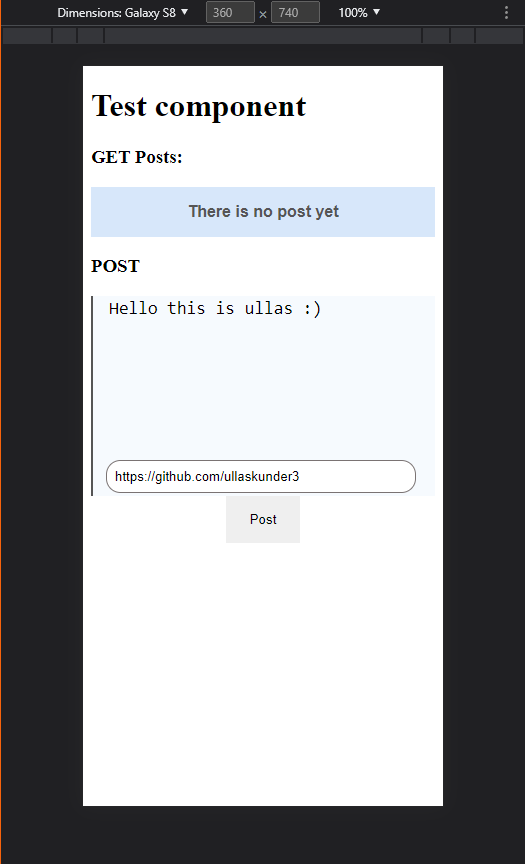 Dimensions: Galaxy S8 ▼ 360 × 740 100% ▼
Test component
GET Posts:
There is no post yet
POST
Hello this is ullas :)
https://github.com/ullaskunder3
Post